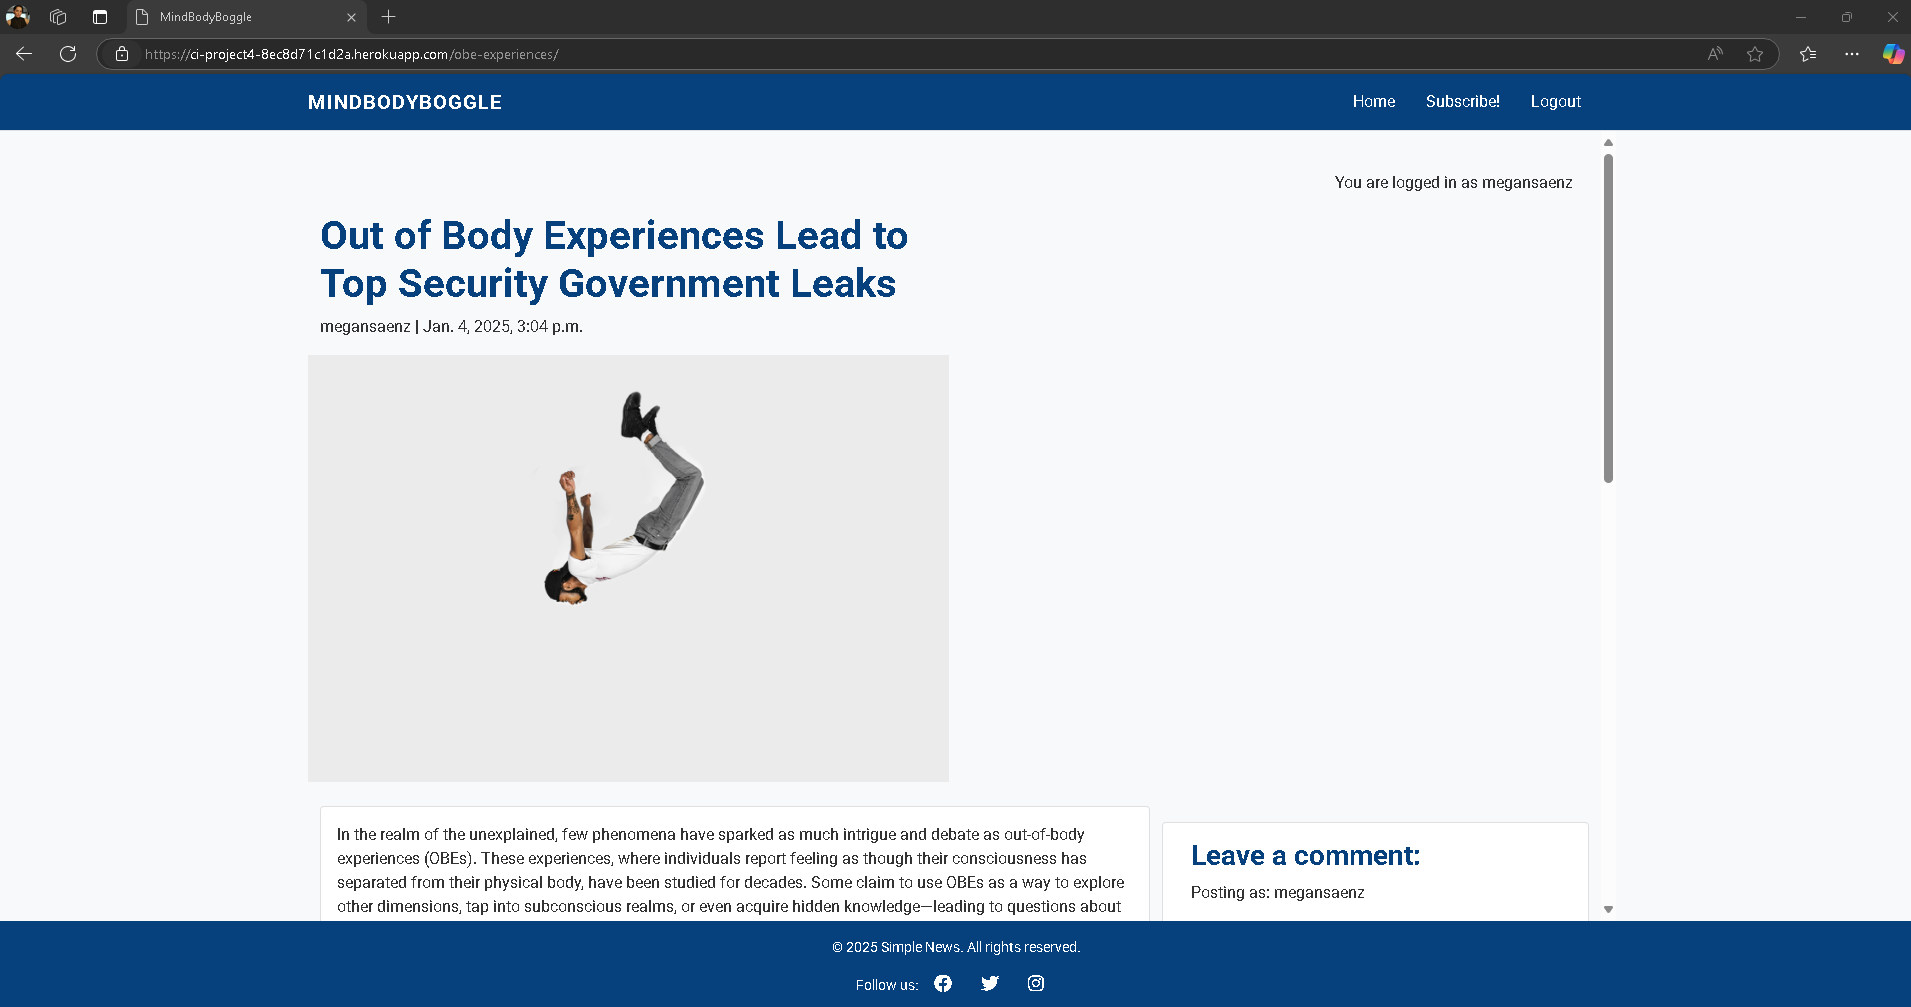 MindBodyBoggle
https://ci-project4-8ec8d71c1d2a.herokuapp.com/obe-experiences/
MINDBODYBOGGLE
Home Subscribe! Logout
You are logged in as megansaenz
Out of Body Experiences Lead to
Top Security Government Leaks
megansaenz | Jan. 4, 2025, 3:04 p.m.
In the realm of the unexplained, few phenomena have sparked as much intrigue and debate as out-of-body
experiences (OBEs). These experiences, where individuals report feeling as though their consciousness has
separated from their physical body, have been studied for decades. Some claim to use OBEs as a way to explore
other dimensions, tap into subconscious realms, or even acquire hidden knowledge—leading to questions about
Leave a comment:
Posting as: megansaenz
© 2025 Simple News. All rights reserved.
Follow us: